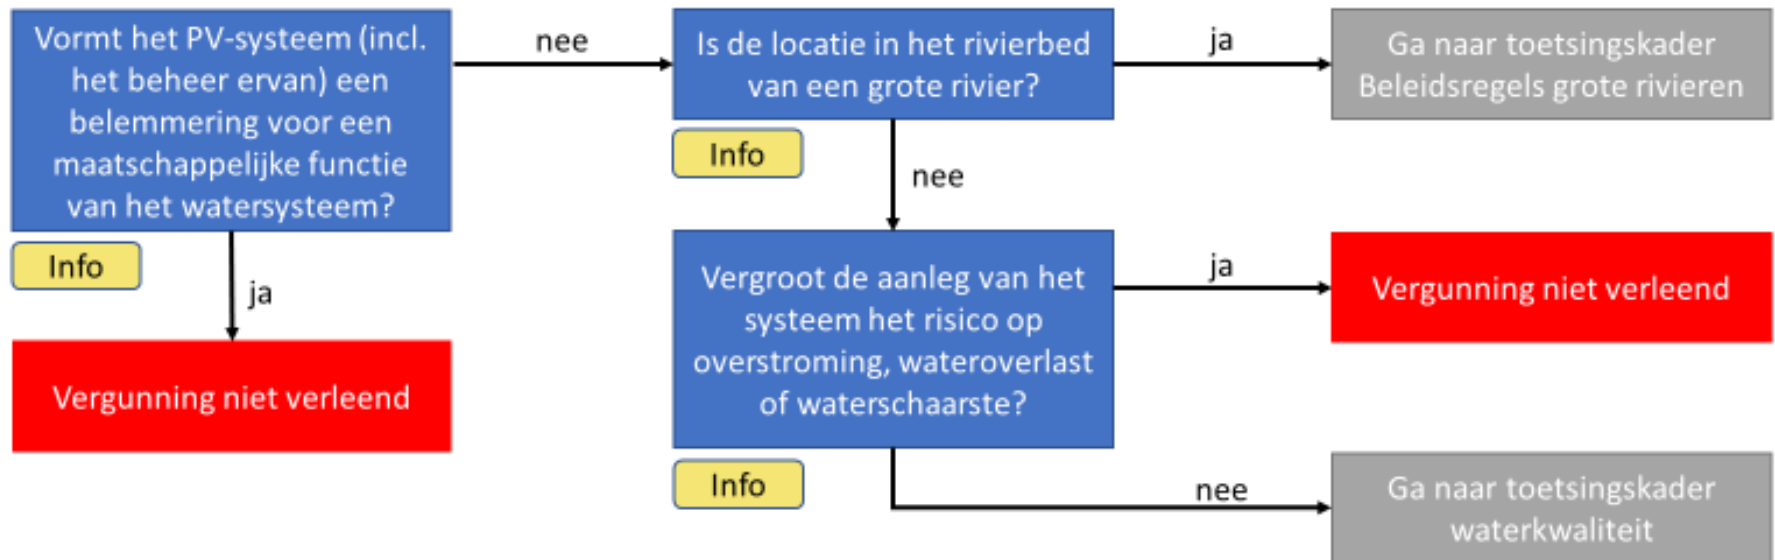 Vormt het PV-systeem (incl.
het beheer ervan) een
belemmering voor een
maatschappelijke functie
van het watersysteem?
Info
nee
ja
Vergunning niet verleend
Is de locatie in het rivierbed
van een grote rivier?
Info
ja
Ga naar toetsingskader
Beleidsregels grote rivieren
nee
Vergroot de aanleg van het
systeem het risico op
overstroming, wateroverlast
of waterschaarste?
Info
ja
Vergunning niet verleend
nee
Ga naar toetsingskader
waterkwaliteit